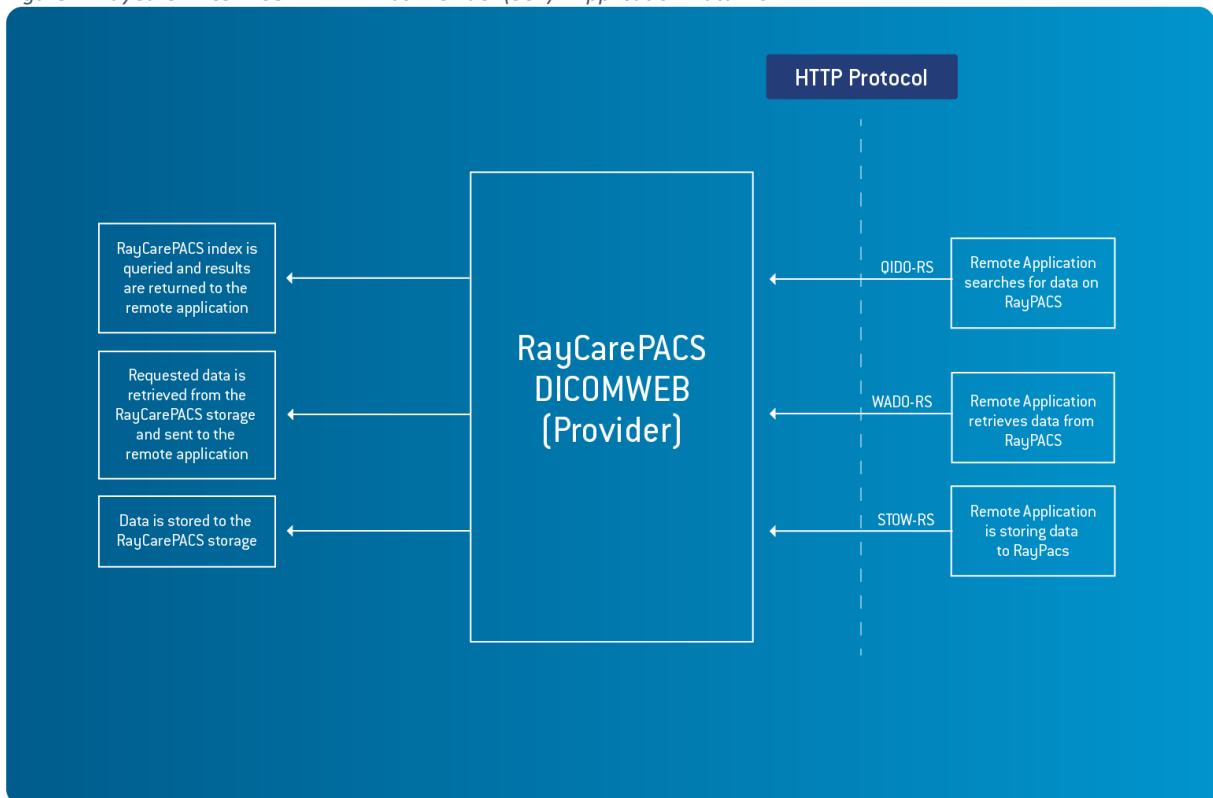 HTTP Protocol
RayCarePACS index is
queried and results
are returned to the
remote application
Requested data is
retrieved from the
RayCarePACS storage
and sent to the
remote application
Data is stored to the
RayCarePACS storage
RayCarePACS
DICOMWEB
(Provider)
QIDO-RS
WADO-RS
STOW-RS
Remote Application
searches for data on
RayPACS
Remote Application
retrieves data from
RayPACS
Remote Application
is storing data
to RayPacs